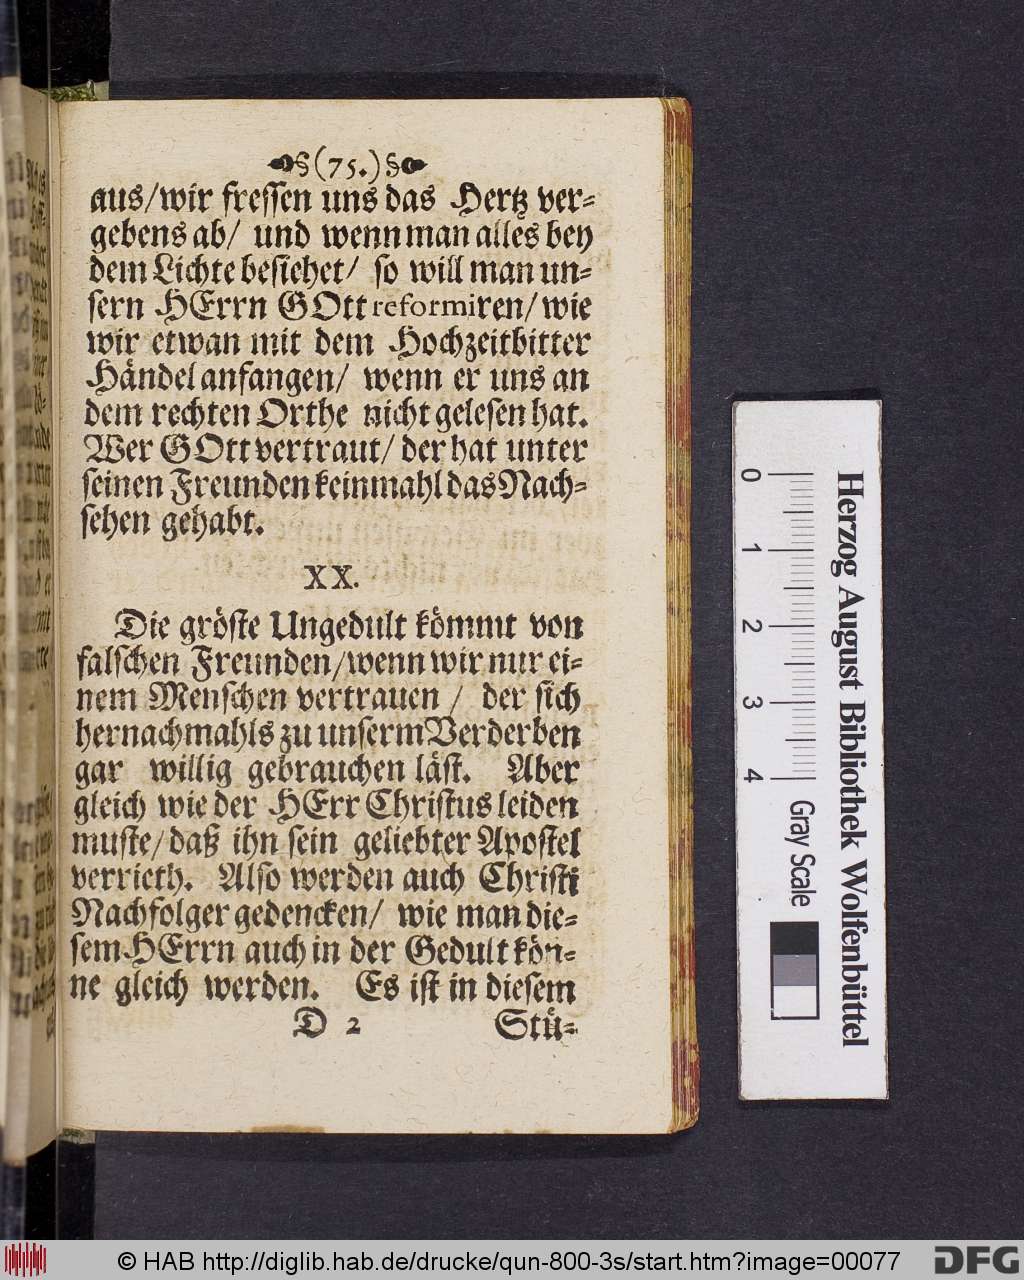 §(75.)§
aus/wir fressen uns das Hertz ver-
gebens ab/ und wenn man alles bey
dem Lichte besiehet/ so will man un-
sern HErrn GOtt reformiren/ wie
wir etwan mit dem Hochzeitbitter
Händel anfangen/ wenn er uns an
dem rechten Orthe nicht gelesen hat.
Wer GOtt vertraut/ der hat unter
seinen Freunden keinmahl das Nach-
sehen gehabt.
XX.
Die gröste Ungedult kömmt von
falschen Freunden/wenn wir nur ei-
nem Menschen vertrauen / der sich
hernachmahls zu unserm Verderben
gar willig gebrauchen läst. Aber
gleich wie der HErr Christus leiden
muste/ daß ihn sein geliebter Apostel
verrieth. Also werden auch Christi
Nachfolger gedencken/ wie man die-
sem HErrn auch in der Gedult kön-
ne gleich werden. Es ist in diesem
D 2 Stü-
0 1 2 3 4 Gray Scale
Herzog August Bibliothek Wolfenbüttel
© HAB http://diglib.hab.de/drucke/qun-800-3s/start.htm?image=00077
DFG